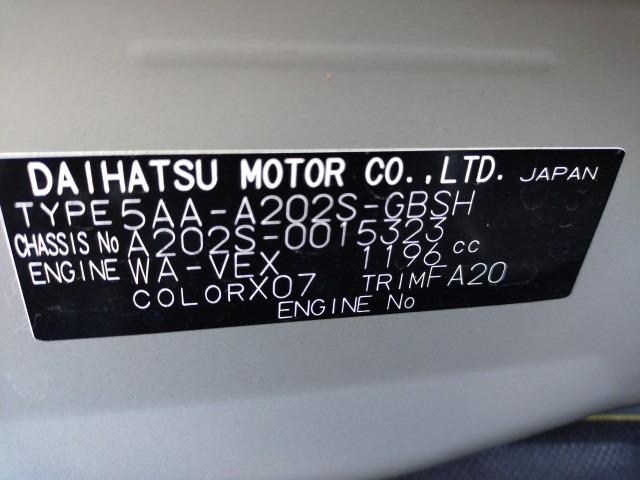 DAIHATSU MOTOR CO.,LTD. JAPAN
TYPE 5AA-A202S-GBSH
CHASSIS No A202S-0015323
ENGINE WA-VEX 1196 cc
COLOR X07 TRIM FA20
ENGINE No